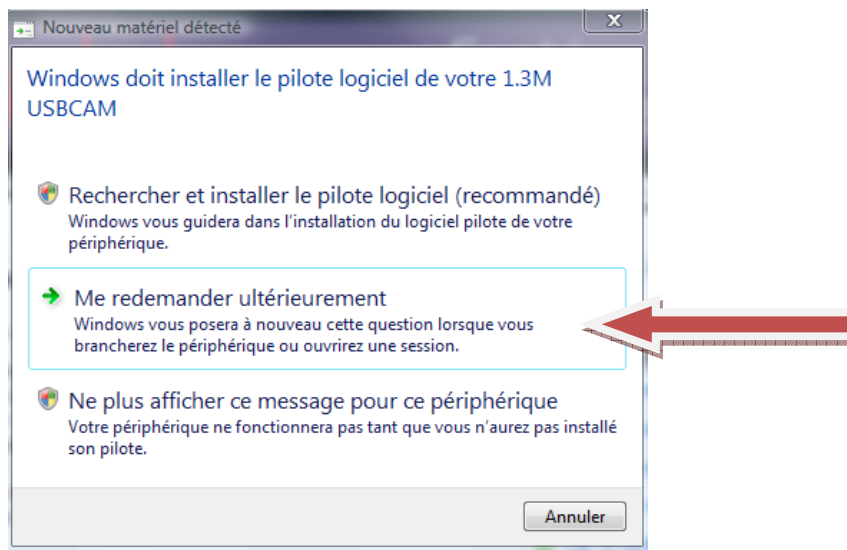 Nouveau matériel détecté
Windows doit installer le pilote logiciel de votre 1.3M
USBCAM
Rechercher et installer le pilote logiciel (recommandé)
Windows vous guidera dans l'installation du logiciel pilote de votre
périphérique.
Me redemander ultérieurement
Windows vous posera à nouveau cette question lorsque vous
brancherez le périphérique ou ouvrirez une session.
Ne plus afficher ce message pour ce périphérique
Votre périphérique ne fonctionnera pas tant que vous n'aurez pas installé
son pilote.
Annuler